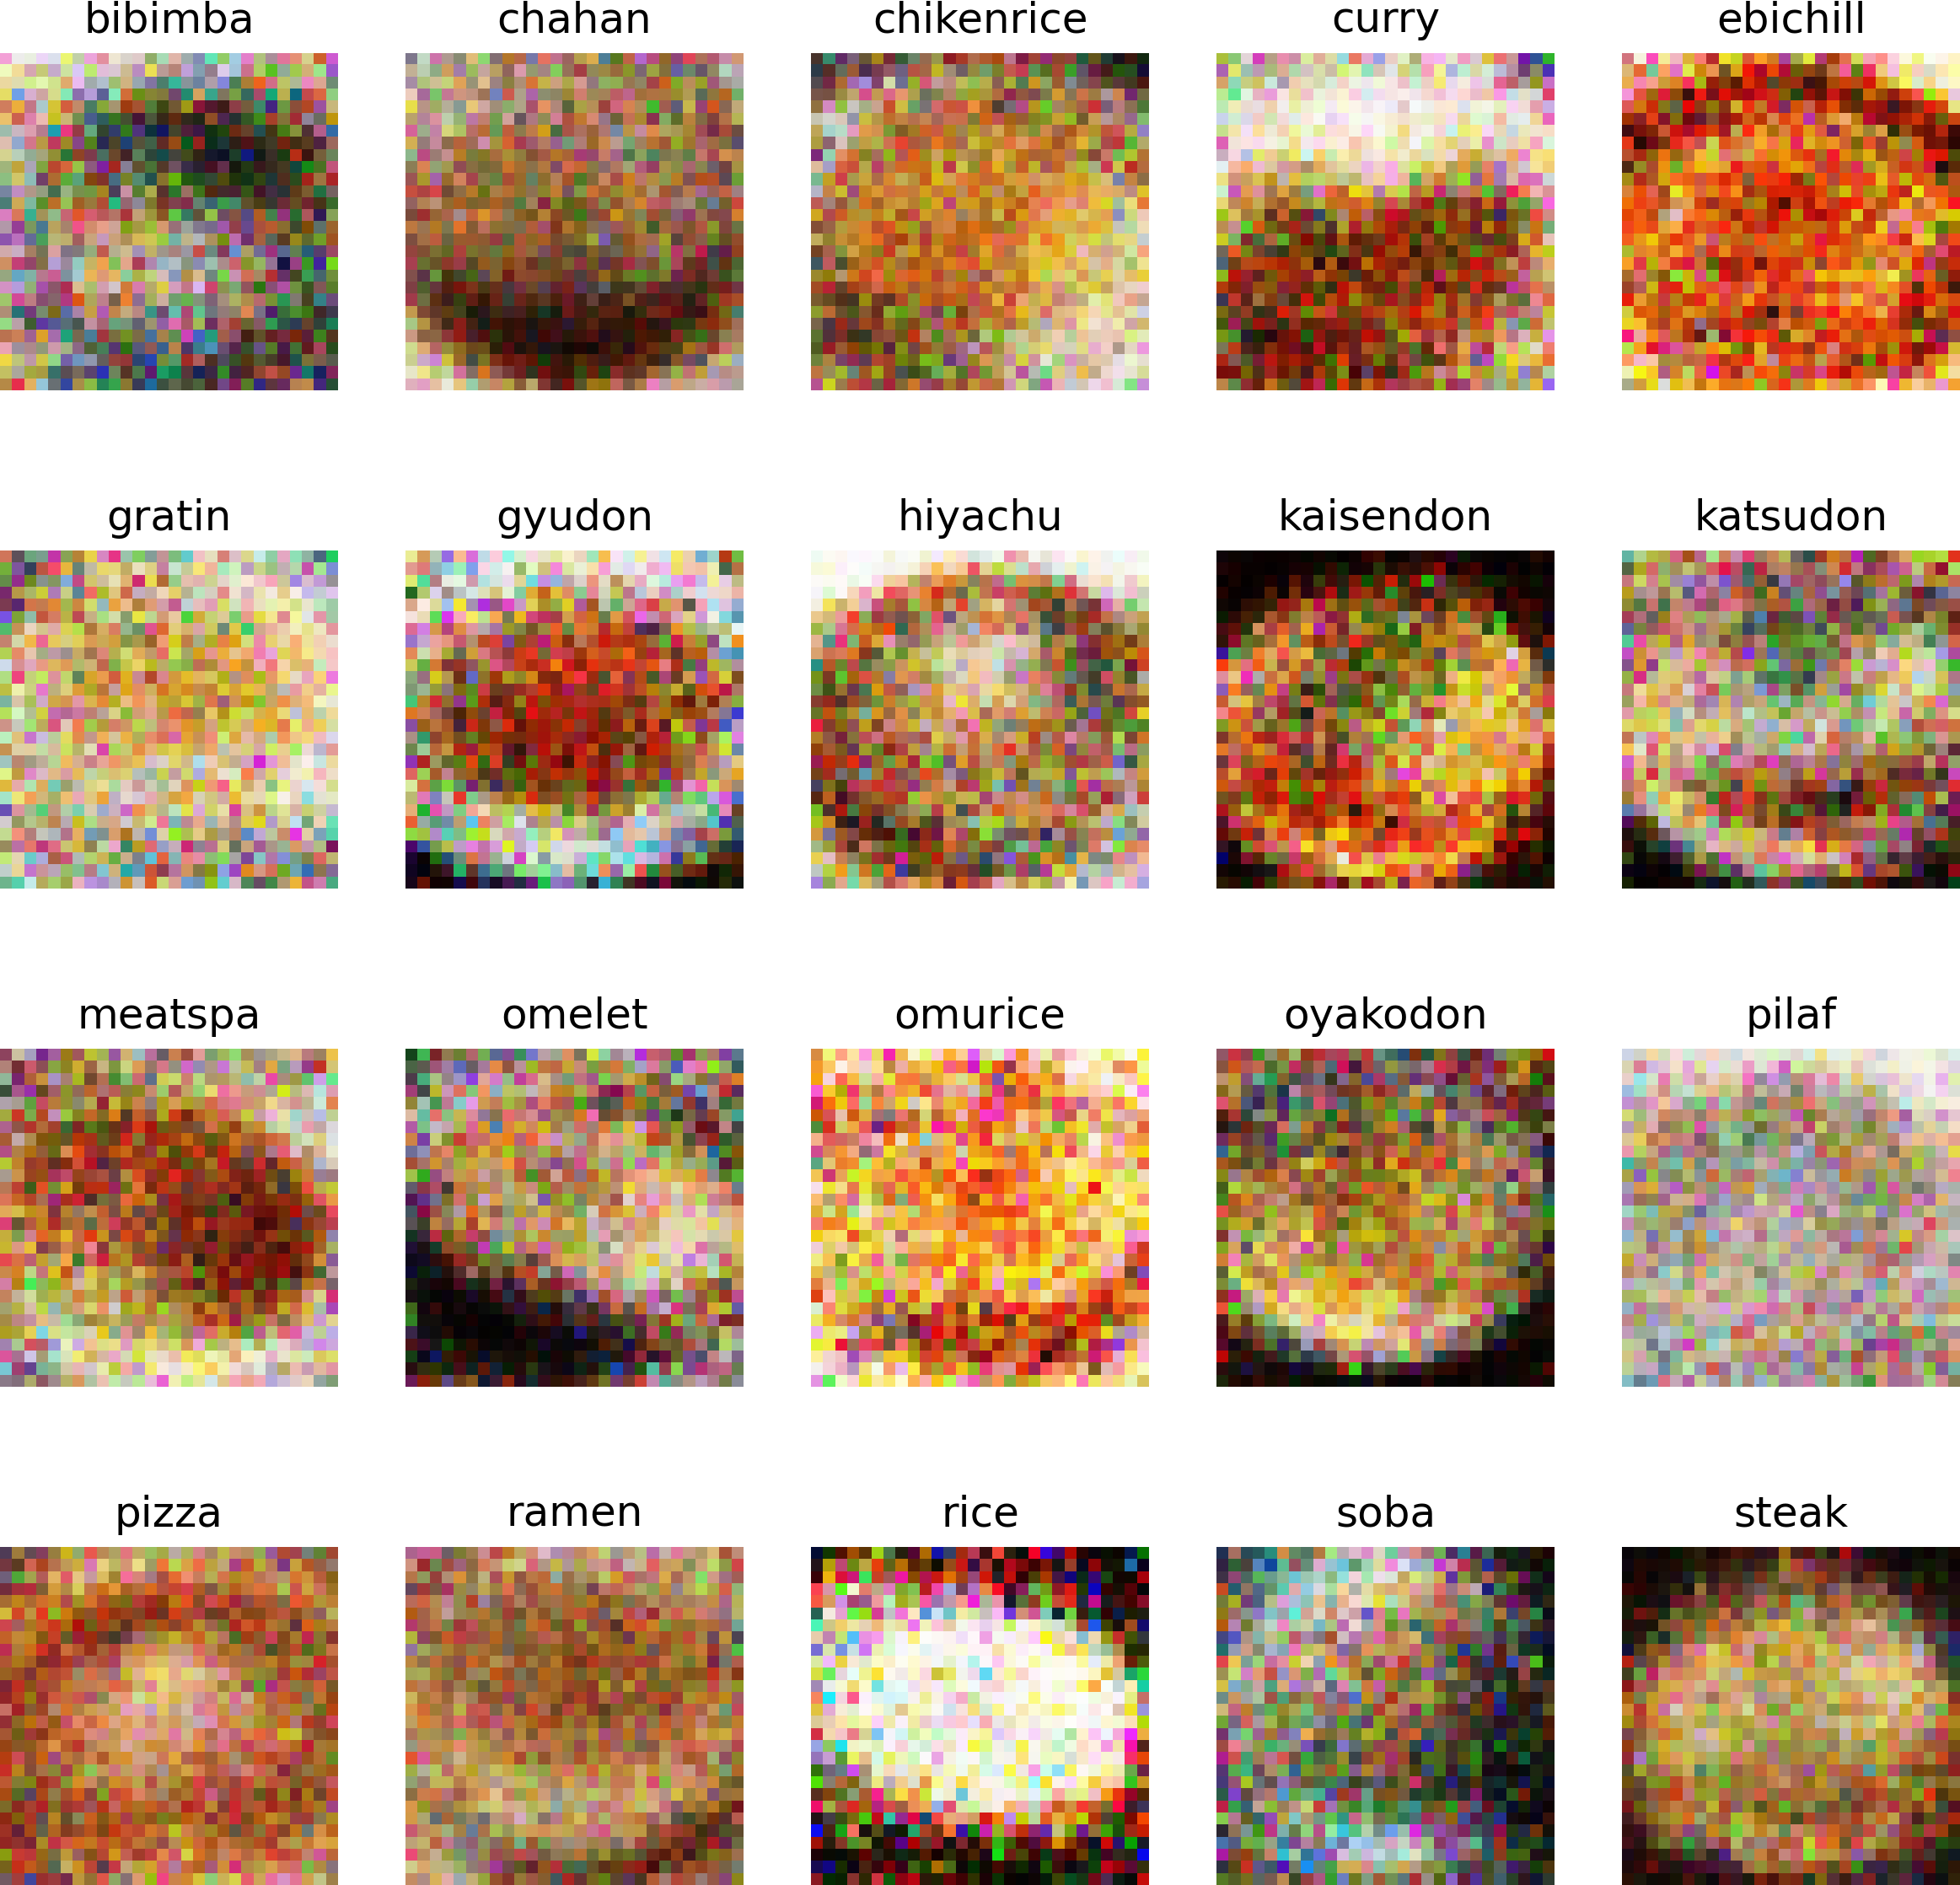 bibimba chahan chikenrice curry ebichill
gratin gyudon hiyachu kaisendon katsudon
meatspa omelet omurice oyakodon pilaf
pizza ramen rice soba steak